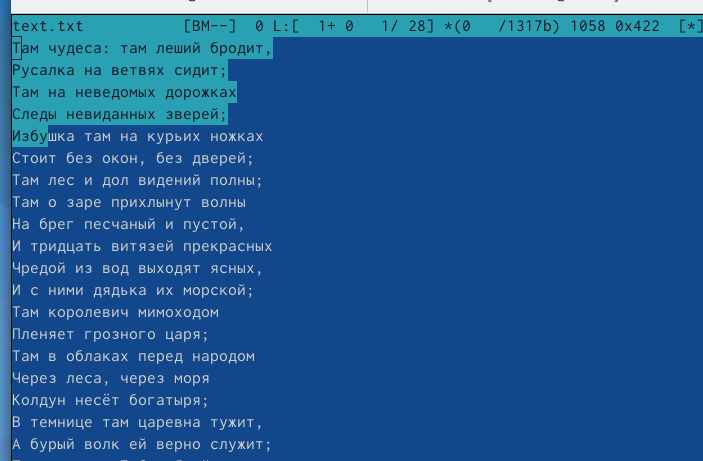 text.txt [BM--] 0 L:[ 1+ 0 1/ 28] *(0 /1317b) 1058 0x422 [*]
Там чудеса: там леший бродит,
Русалка на ветвях сидит;
Там на неведомых дорожках
Следы невиданных зверей;
Избушка там на курьих ножках
Стоит без окон, без дверей;
Там лес и дол видений полны;
Там о заре прихлынут волны
На брег песчаный и пустой,
И тридцать витязей прекрасных
Чредой из вод выходят ясных,
И с ними дядька их морской;
Там королевич мимоходом
Пленяет грозного царя;
Там в облаках перед народом
Через леса, через моря
Колдун несёт богатыря;
В темнице там царевна тужит,
А бурый волк ей верно служит;